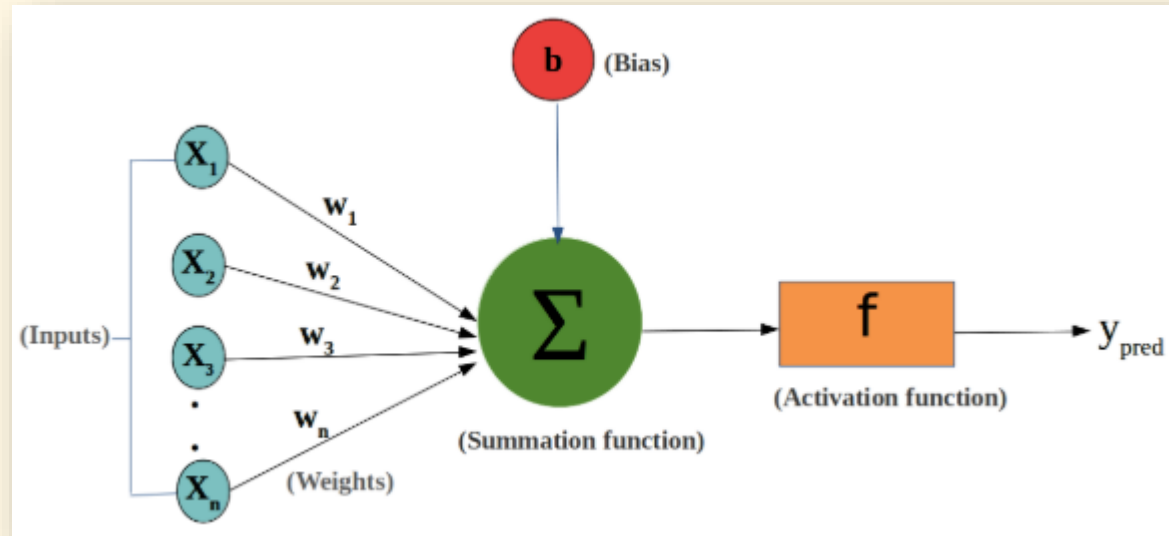 b (Bias)
X1
w1
X2
w2
(Inputs)
X3
w3
.
.
wn
Xn
(Weights)
Σ
(Summation function)
f
(Activation function)
ypred